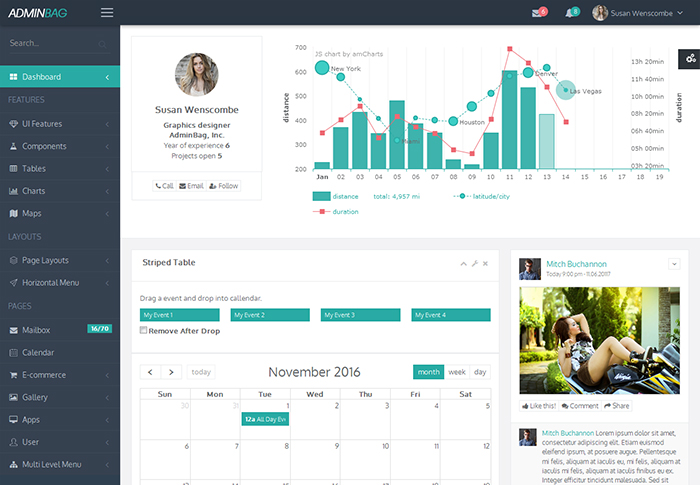 ADMINBAG
6
8
Susan Wenscombe
Search...
Dashboard
FEATURES
UI Features
Components
Tables
Charts
Maps
LAYOUTS
Page Layouts
Horizontal Menu
PAGES
Mailbox
16/70
Calendar
E-commerce
Gallery
Apps
User
Multi Level Menu
Susan Wenscombe
Graphics designer
AdminBag, Inc.
Year of experience 6
Projects open 5
Call Email Follow
JS chart by amCharts
distance
700
600
500
400
300
200
New York
Miami
Houston
Denver
Las Vegas
13h 20min
11h 40min
10h 00min
08h 20min
06h 40min
05h 00min
03h 20min
duration
Jan 02 03 04 05 06 07 08 09 10 11 12 13 14 15 16 17 18 19
distance total: 4,957 mi latitude/city
duration
Striped Table
Drag a event and drop into callendar.
My Event 1
My Event 2
My Event 3
My Event 4
Remove After Drop
today
November 2016
month week day
Sun Mon Tue Wed Thu Fri Sat
30 31 1 2 3 4 5
12a All Day Eve
6 7 8 9 10 11 12
Mitch Buchannon
Today 9:00 pm - 11.06.2017
Like this! Comment Share
Mitch Buchannon Lorem ipsum dolor sit amet,
consectetur adipiscing elit. Etiam euismod
eleifend ipsum, at posuere augue. Pellentesque
mi felis, aliquam at iaculis eu, mi felis, aliquam
at iaculis mi felis, aliquam at iaculis eu ex.
Integer efficitur tincidunt malesuada. Sed id